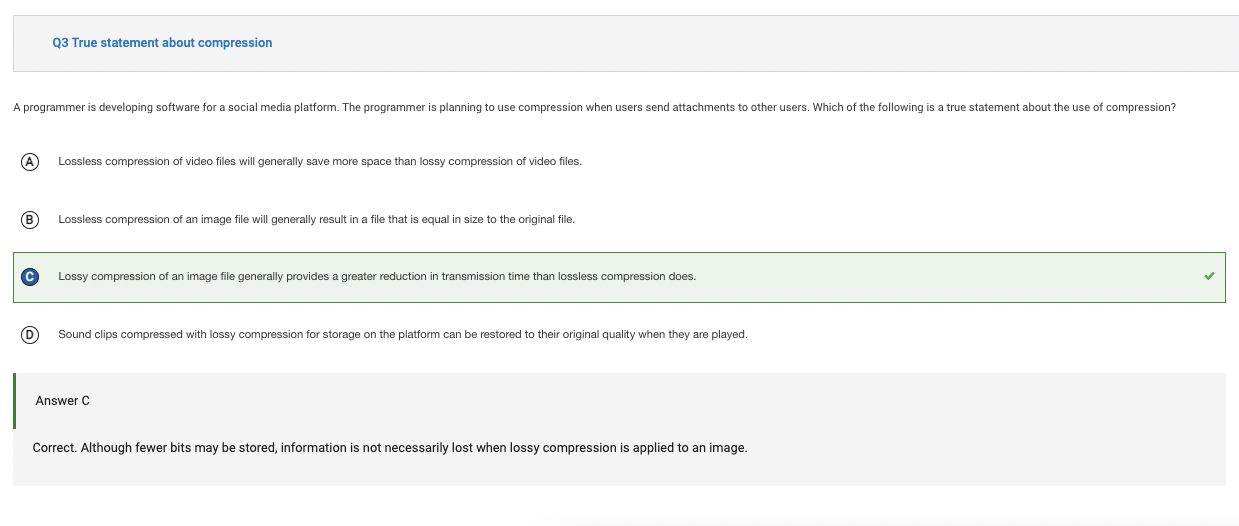 Q3 True statement about compression
A programmer is developing software for a social media platform. The programmer is planning to use compression when users send attachments to other users. Which of the following is a true statement about the use of compression?
A Lossless compression of video files will generally save more space than lossy compression of video files.
B Lossless compression of an image file will generally result in a file that is equal in size to the original file.
C Lossy compression of an image file generally provides a greater reduction in transmission time than lossless compression does.
D Sound clips compressed with lossy compression for storage on the platform can be restored to their original quality when they are played.
Answer C
Correct. Although fewer bits may be stored, information is not necessarily lost when lossy compression is applied to an image.